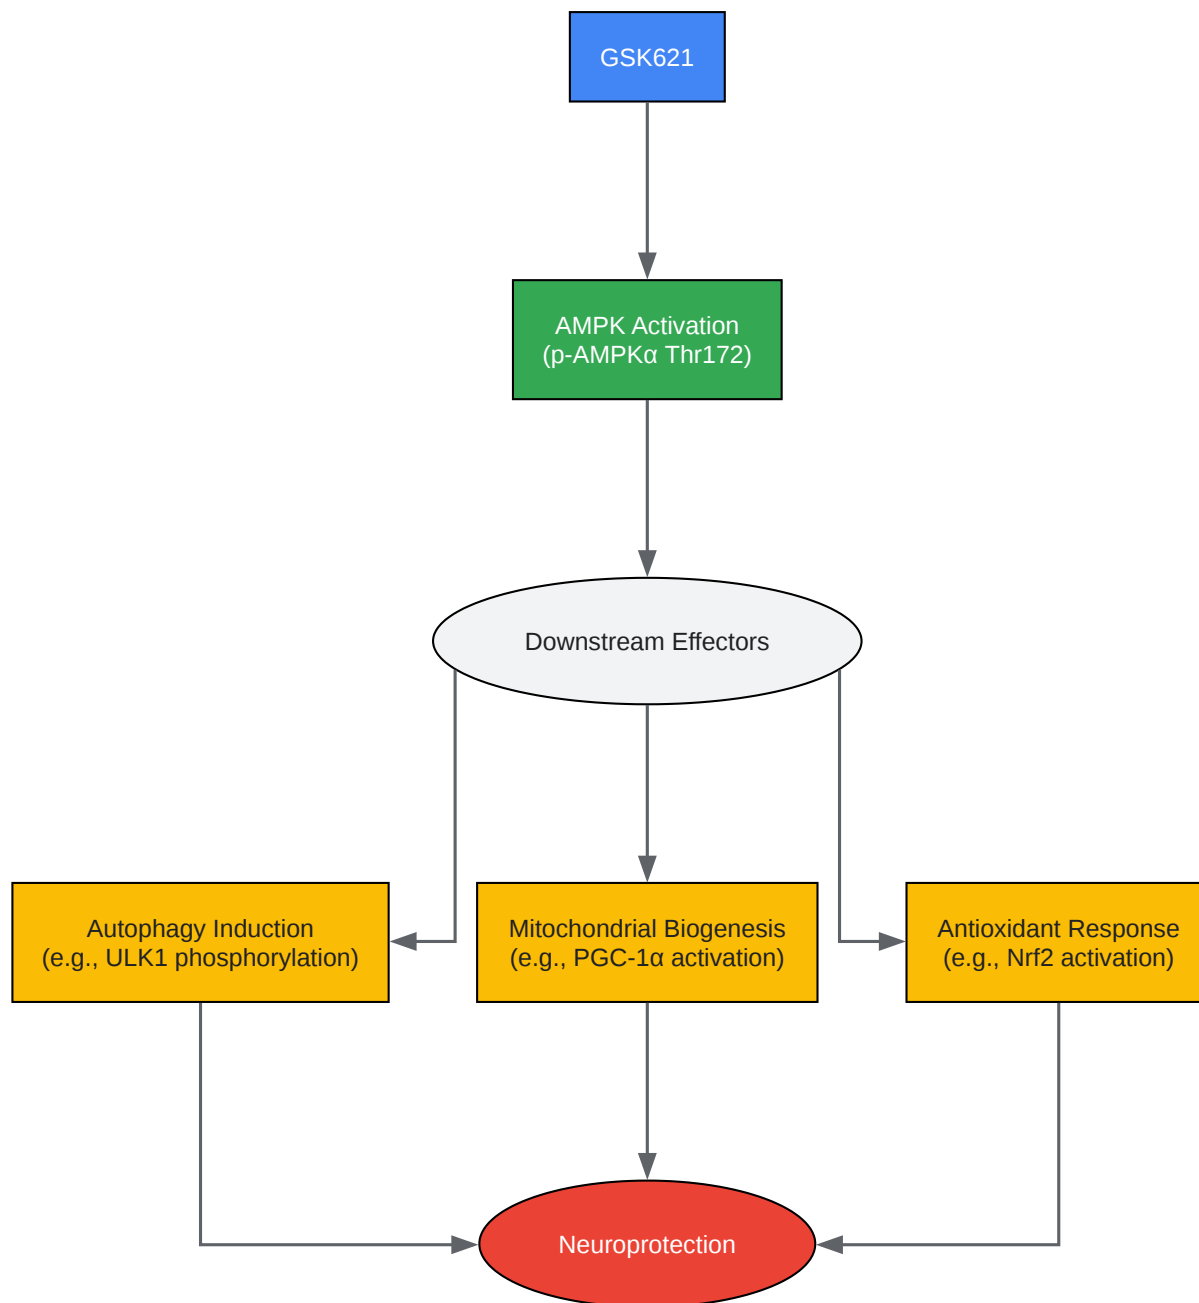 GSK621
AMPK Activation
(p-AMPKα Thr172)
Downstream Effectors
Autophagy Induction
(e.g., ULK1 phosphorylation)
Mitochondrial Biogenesis
(e.g., PGC-1α activation)
Antioxidant Response
(e.g., Nrf2 activation)
Neuroprotection